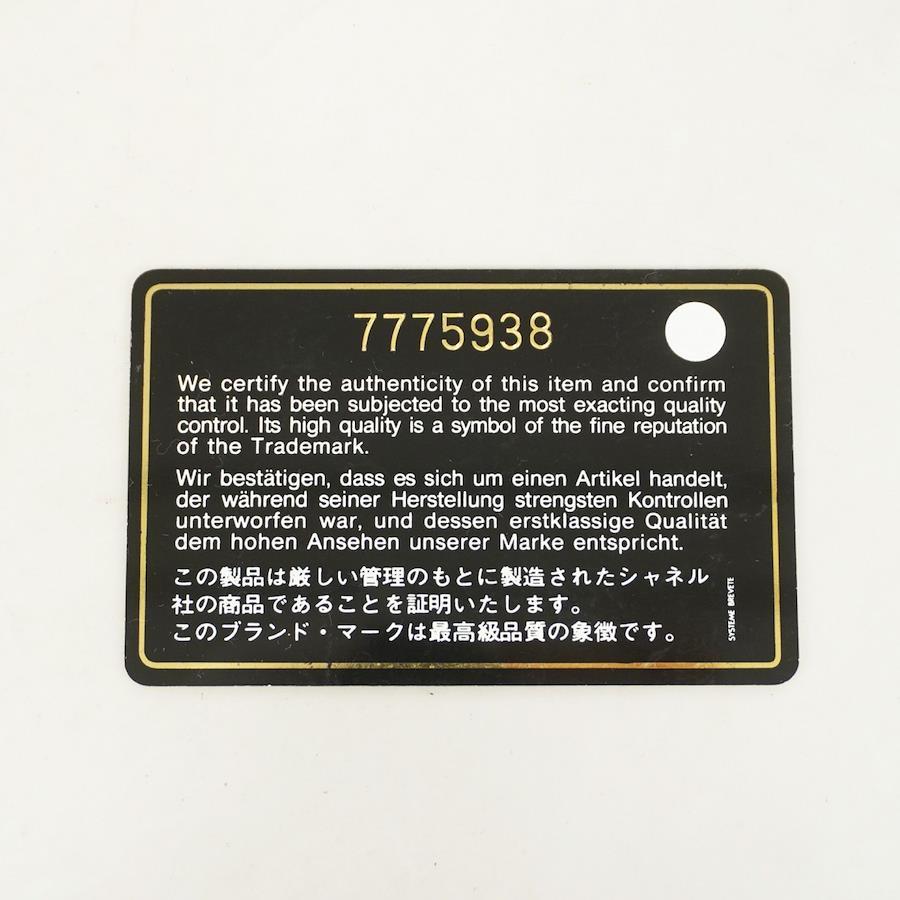 7775938
We certify the authenticity of this item and confirm
that it has been subjected to the most exacting quality
control. Its high quality is a symbol of the fine reputation
of the Trademark.
Wir bestätigen, dass es sich um einen Artikel handelt,
der während seiner Herstellung strengsten Kontrollen
unterworfen war, und dessen erstklassige Qualität
dem hohen Ansehen unserer Marke entspricht.
この製品は厳しい管理のもとに製造されたシャネル
社の商品であることを証明いたします。
このブランド・マークは最高級品質の象徴です。
SYSTEME BREVETE